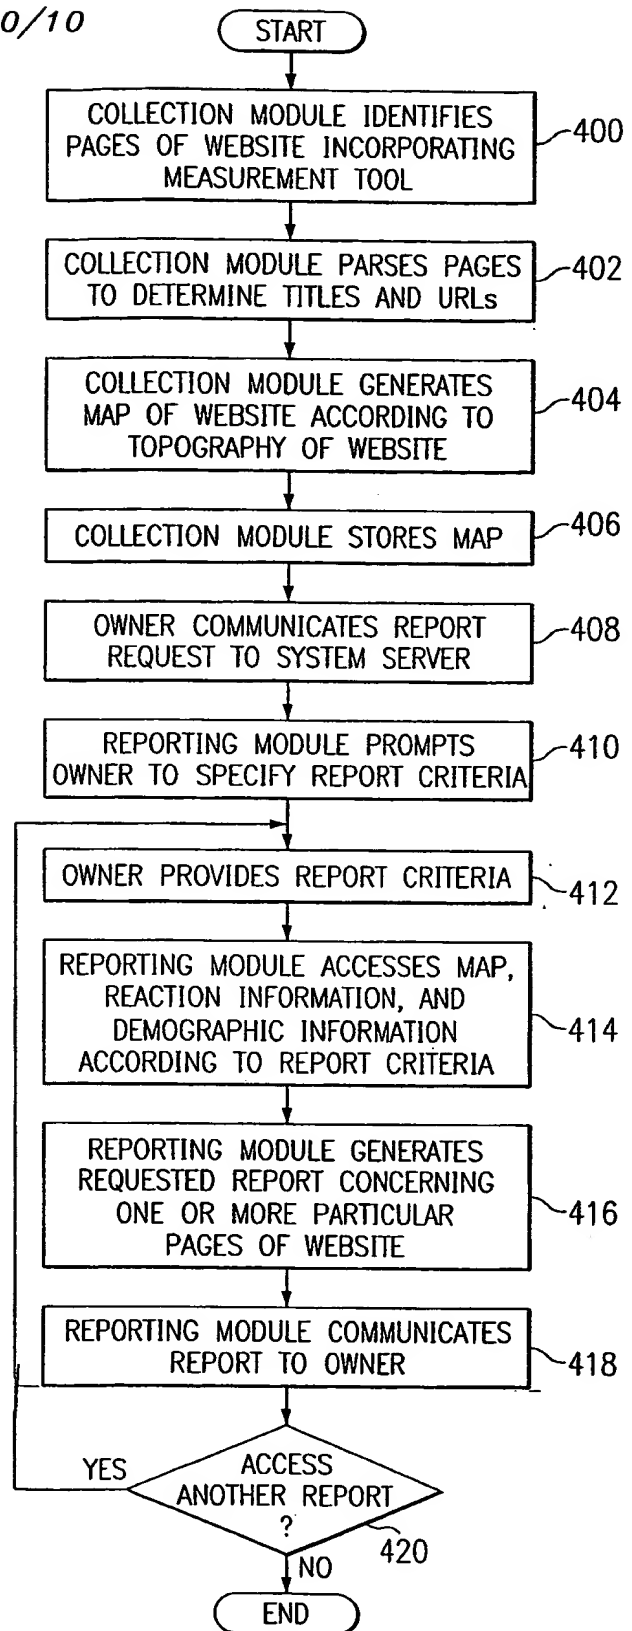 0/10
START
COLLECTION MODULE IDENTIFIES
PAGES OF WEBSITE INCORPORATING
MEASUREMENT TOOL
400
COLLECTION MODULE PARSES PAGES
TO DETERMINE TITLES AND URLs
402
COLLECTION MODULE GENERATES
MAP OF WEBSITE ACCORDING TO
TOPOGRAPHY OF WEBSITE
404
COLLECTION MODULE STORES MAP
406
OWNER COMMUNICATES REPORT
REQUEST TO SYSTEM SERVER
408
REPORTING MODULE PROMPTS
OWNER TO SPECIFY REPORT CRITERIA
410
OWNER PROVIDES REPORT CRITERIA
412
REPORTING MODULE ACCESSES MAP,
REACTION INFORMATION, AND
DEMOGRAPHIC INFORMATION
ACCORDING TO REPORT CRITERIA
414
REPORTING MODULE GENERATES
REQUESTED REPORT CONCERNING
ONE OR MORE PARTICULAR
PAGES OF WEBSITE
416
REPORTING MODULE COMMUNICATES
REPORT TO OWNER
418
YES
ACCESS
ANOTHER REPORT
?
420
NO
END